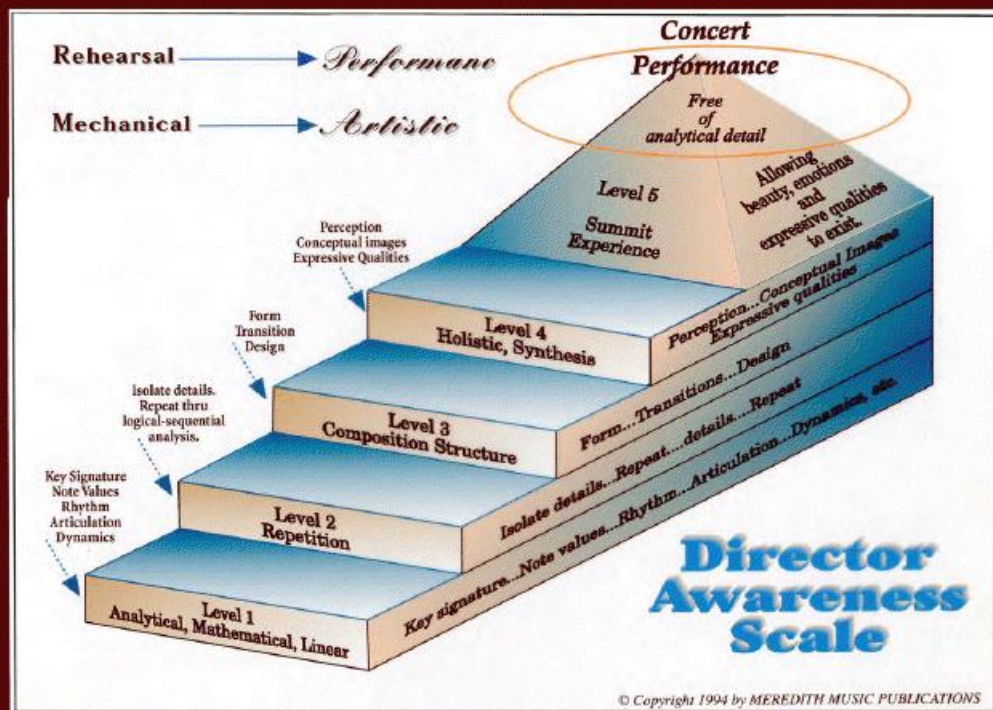 Rehearsal
Performanc
Mechanical
Artistic
Concert
Performance
Free
of
analytical detail
Level 5
Summit
Experience
Allowing
beauty, emotions
and
expressive qualities
to exist.
Perception
Conceptual images
Expressive Qualities
Level 4
Holistic, Synthesis
Perception...Conceptual Images
Expressive qualities
Form
Transition
Design
Level 3
Composition Structure
Form...Transitions...Design
Isolate details.
Repeat thru
logical-sequential
analysis.
Level 2
Repetition
Isolate details...Repeat....details....Repeat
Key Signature
Note Values
Rhythm
Articulation
Dynamics
Level 1
Analytical, Mathematical, Linear
Key signature...Note values...Rhythm...Articulation...Dynamics, etc.
Director
Awareness
Scale
© Copyright 1994 by MEREDITH MUSIC PUBLICATIONS